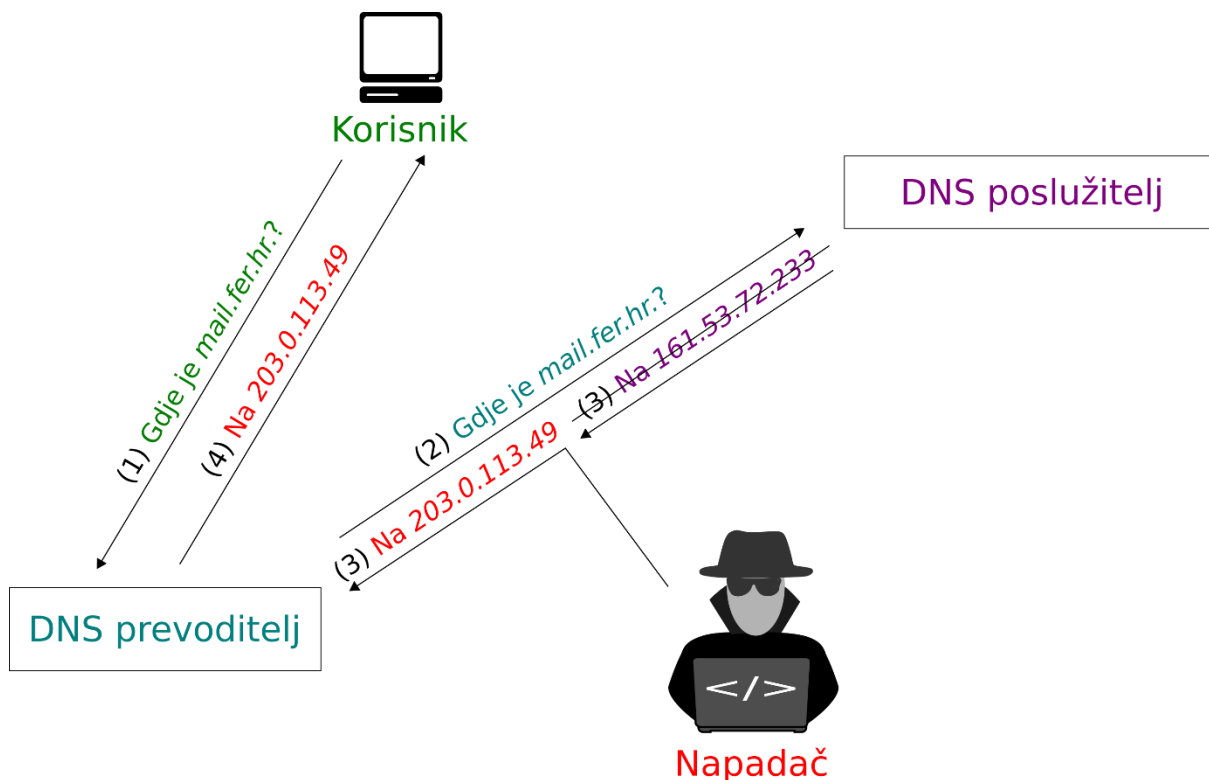 Korisnik
DNS poslužitelj
(1) Gdje je mail.fer.hr.?
(4) Na 203.0.113.49
(2) Gdje je mail.fer.hr.?
(3) Na 161.53.72.233
(3) Na 203.0.113.49
DNS prevoditelj
</>
Napadač